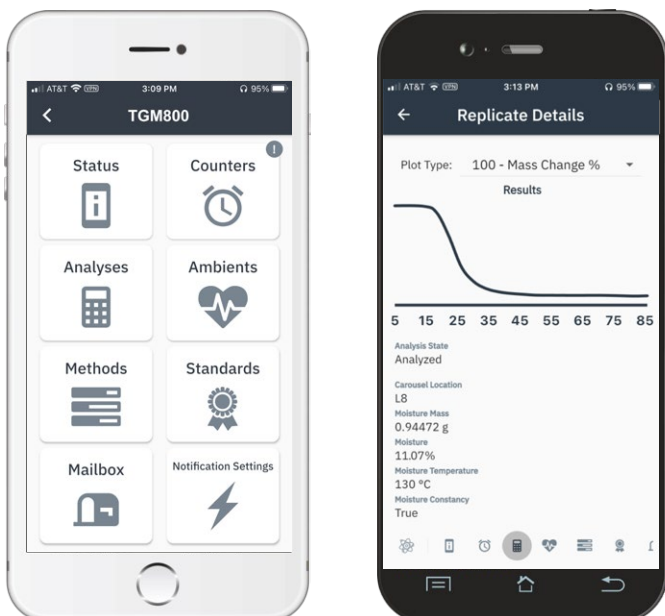 AT&T VPN 3:09 PM 95%
TGM800
Status
Counters
Analyses
Ambients
Methods
Standards
Mailbox
Notification Settings
AT&T VPN 3:13 PM 95%
Replicate Details
Plot Type: 100 - Mass Change %
Results
5 15 25 35 45 55 65 75 85
Analysis State
Analyzed
Carousel Location
L8
Moisture Mass
0.94472 g
Moisture
11.07%
Moisture Temperature
130 °C
Moisture Constancy
True